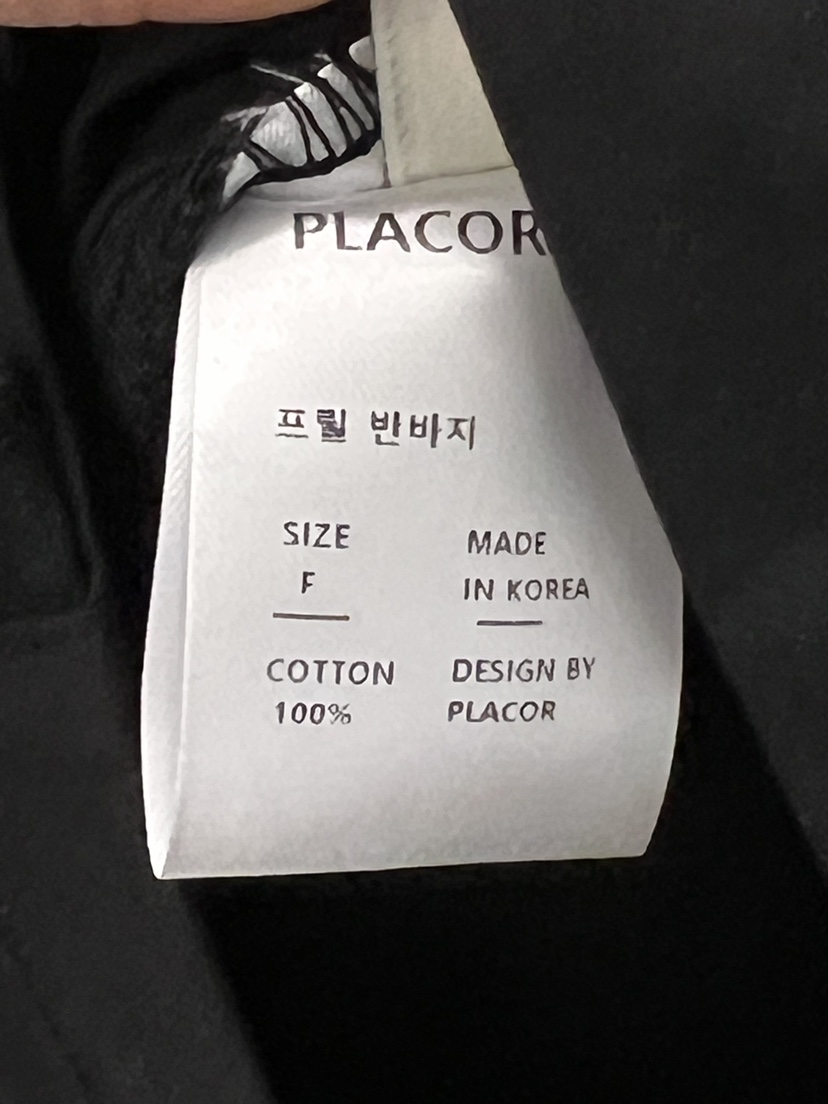 PLACOR
프릴 반바지
SIZE
F
MADE
IN KOREA
COTTON
100%
DESIGN BY
PLACOR